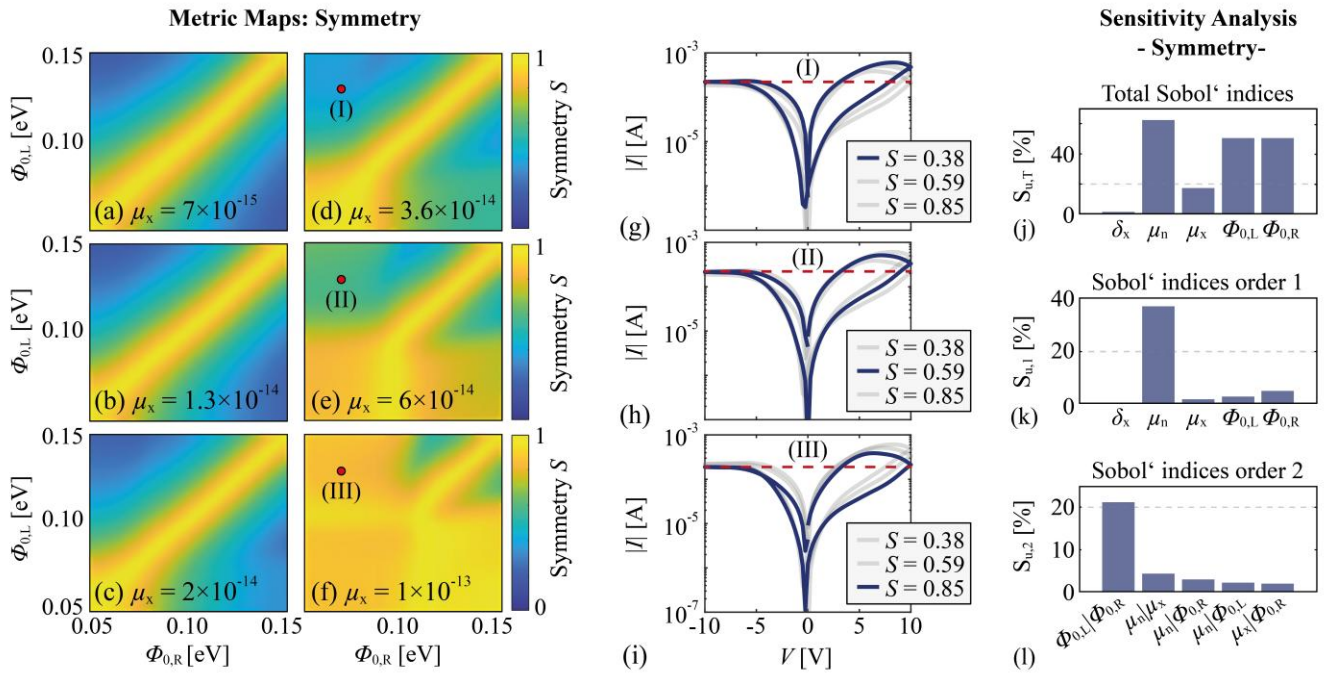 Metric Maps: Symmetry
0.15
0.10
Φ0,L [eV]
(a) μx = 7×10-15
(I)
(d) μx = 3.6×10-14
1
Symmetry S
0.15
0.10
Φ0,L [eV]
(b) μx = 1.3×10-14
(II)
(e) μx = 6×10-14
1
Symmetry S
0.15
0.10
0.05
Φ0,L [eV]
(c) μx = 2×10-14
(III)
(f) μx = 1×10-13
1
0
Symmetry S
0.05 0.10 0.15
Φ0,R [eV]
0.10 0.15
Φ0,R [eV]
10-3
10-5
|I| [A]
(I)
S = 0.38
S = 0.59
S = 0.85
(g)
10-3
10-5
|I| [A]
(II)
S = 0.38
S = 0.59
S = 0.85
(h)
10-3
10-5
10-7
|I| [A]
(III)
S = 0.38
S = 0.59
S = 0.85
(i)
-10 -5 0 5 10
V [V]
Sensitivity Analysis
- Symmetry-
Total Sobol‘ indices
40
0
Su,T [%]
(j)
δx μn μx Φ0,L Φ0,R
Sobol‘ indices order 1
40
20
0
Su,1 [%]
(k)
δx μn μx Φ0,L Φ0,R
Sobol‘ indices order 2
20
10
0
Su,2 [%]
(l)
Φ0,L|Φ0,R
μn|μx
μn|Φ0,R
μn|Φ0,L
μx|Φ0,R